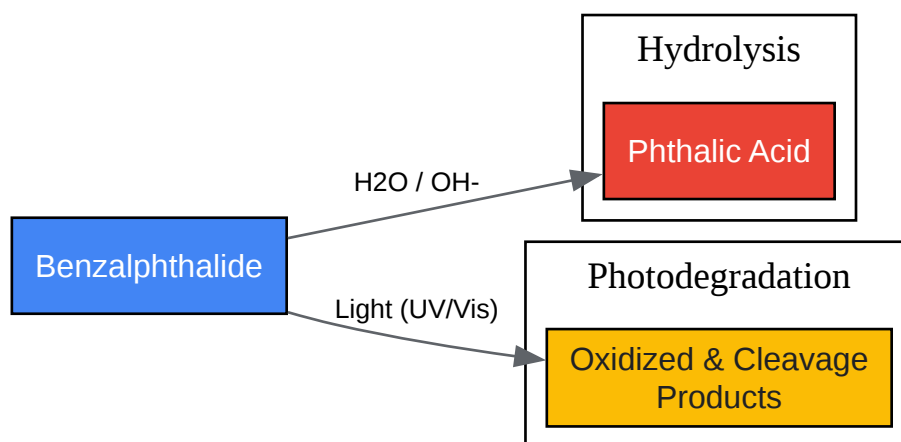 Hydrolysis
Phthalic Acid
H2O / OH-
Benzalphthalide
Photodegradation
Light (UV/Vis)
Oxidized & Cleavage
Products